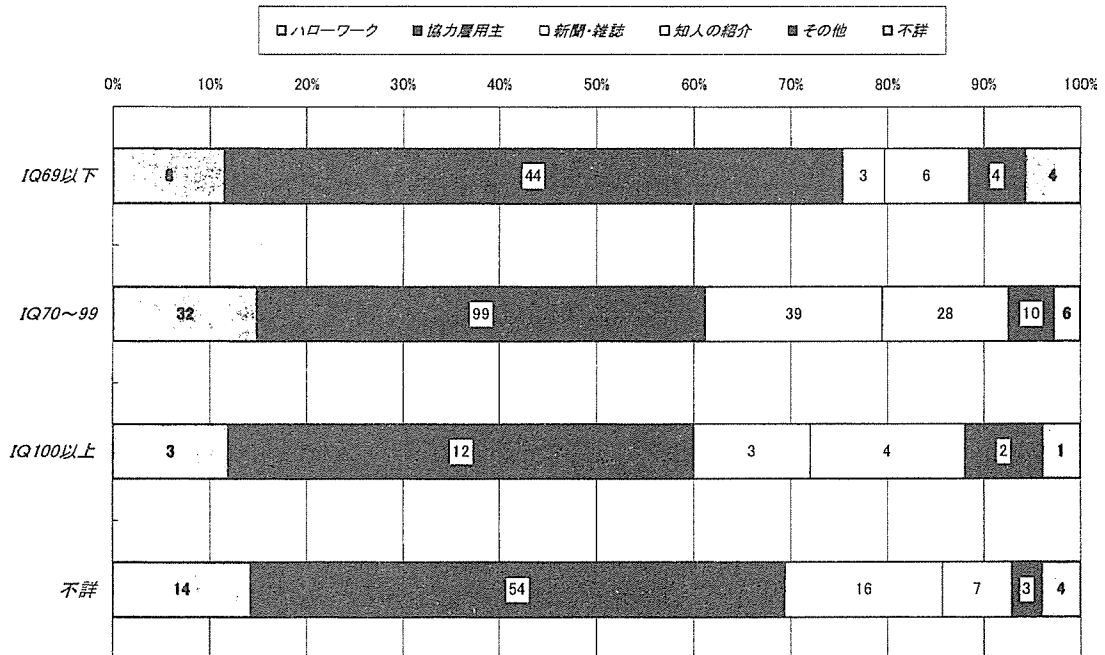 ハローワーク 協力雇用主 新聞・雑誌 知人の紹介 その他 不詳
0% 10% 20% 30% 40% 50% 60% 70% 80% 90% 100%
IQ69以下 8 44 3 6 4 4
IQ70～99 32 99 39 28 10 6
IQ100以上 3 12 3 4 2 1
不詳 14 54 16 7 3 4